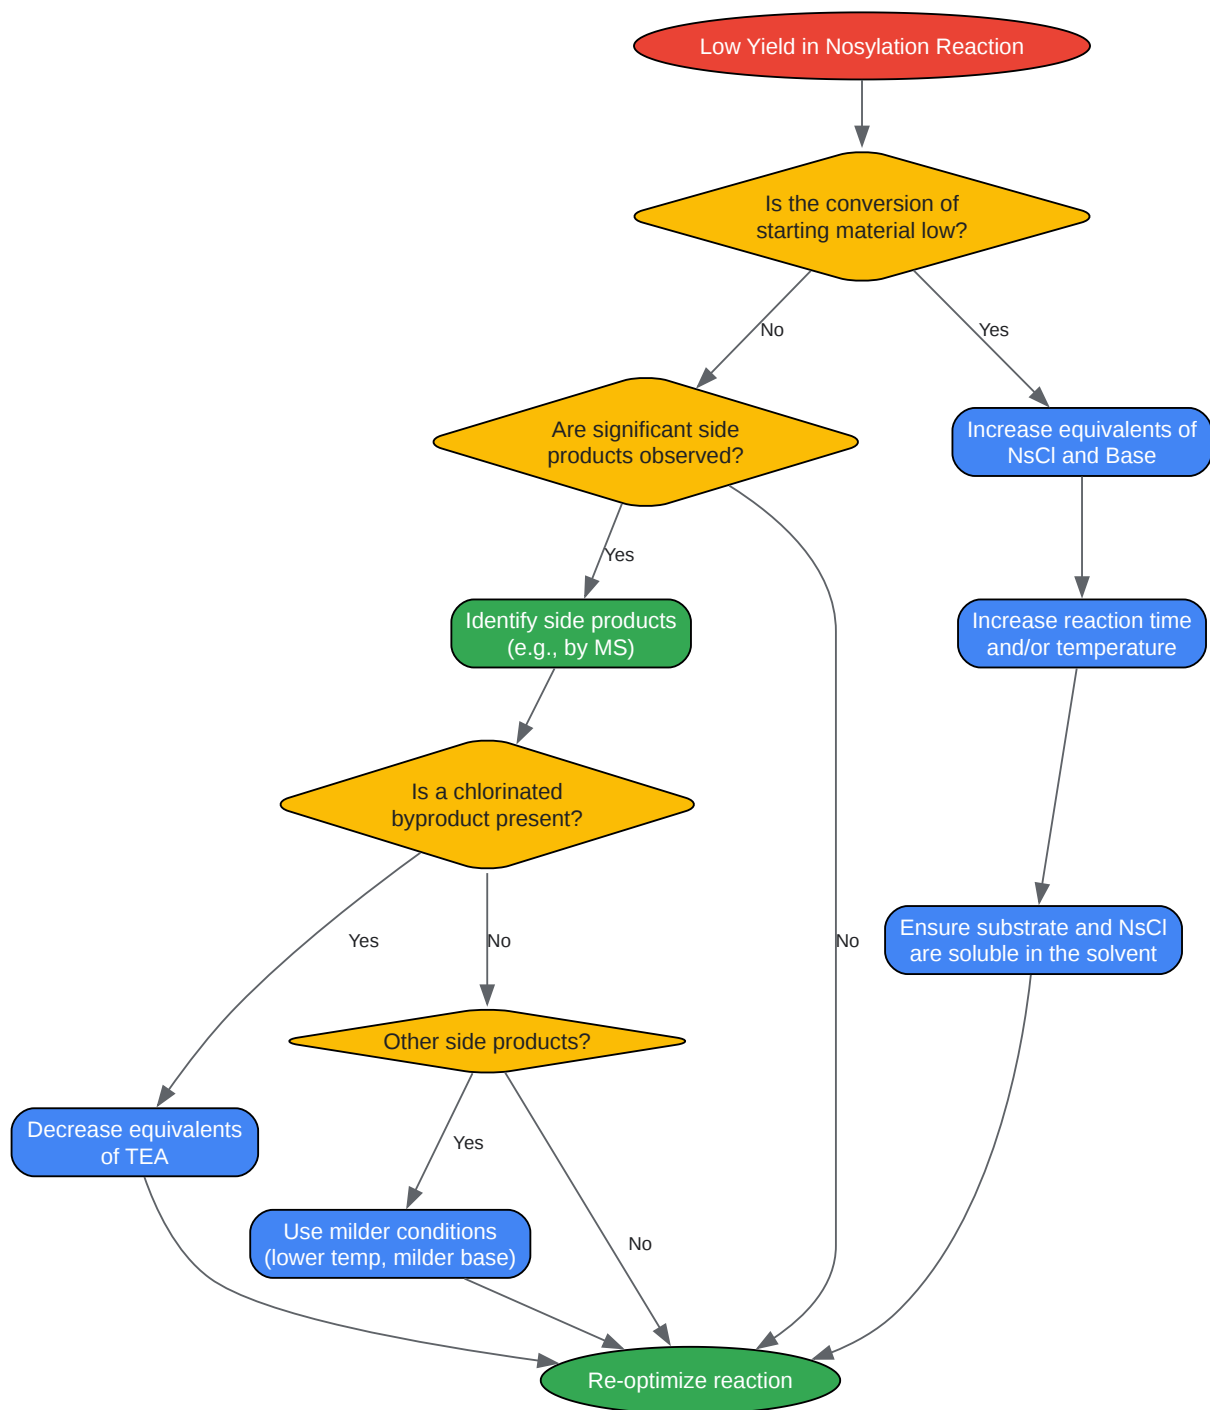 Low Yield in Nosylation Reaction
Is the conversion of
starting material low?
No
Yes
Are significant side
products observed?
Increase equivalents of
NsCl and Base
Yes
Identify side products
(e.g., by MS)
Increase reaction time
and/or temperature
Is a chlorinated
byproduct present?
Yes
No
No
Ensure substrate and NsCl
are soluble in the solvent
Other side products?
Decrease equivalents
of TEA
Yes
Use milder conditions
(lower temp, milder base)
No
Re-optimize reaction